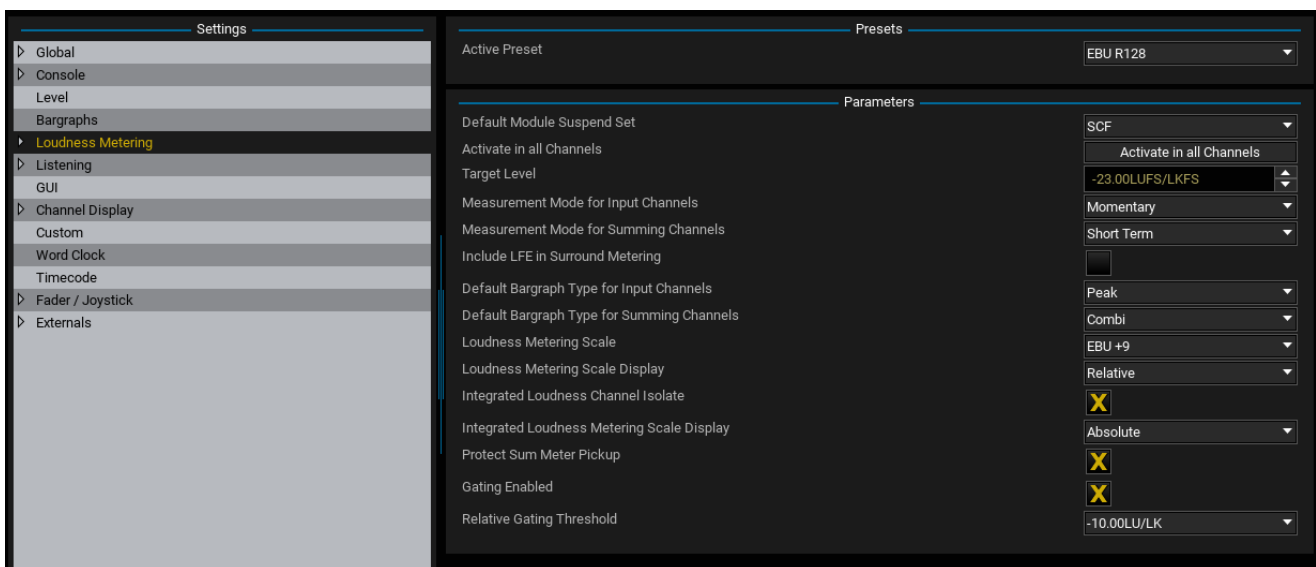 Settings
Global
Console
Level
Bargraphs
Loudness Metering
Listening
GUI
Channel Display
Custom
Word Clock
Timecode
Fader / Joystick
Externals
Presets
Active Preset EBU R128
Parameters
Default Module Suspend Set SCF
Activate in all Channels Activate in all Channels
Target Level -23.00LUFS/LKFS
Measurement Mode for Input Channels Momentary
Measurement Mode for Summing Channels Short Term
Include LFE in Surround Metering
Default Bargraph Type for Input Channels Peak
Default Bargraph Type for Summing Channels Combi
Loudness Metering Scale EBU +9
Loudness Metering Scale Display Relative
Integrated Loudness Channel Isolate X
Integrated Loudness Metering Scale Display Absolute
Protect Sum Meter Pickup X
Gating Enabled X
Relative Gating Threshold -10.00LU/LK